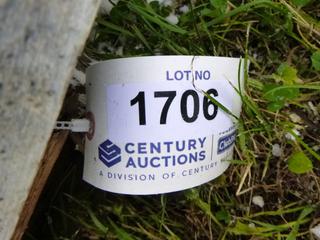 LOT NO
1706
CENTURY
AUCTIONS
A DIVISION OF CENTURY